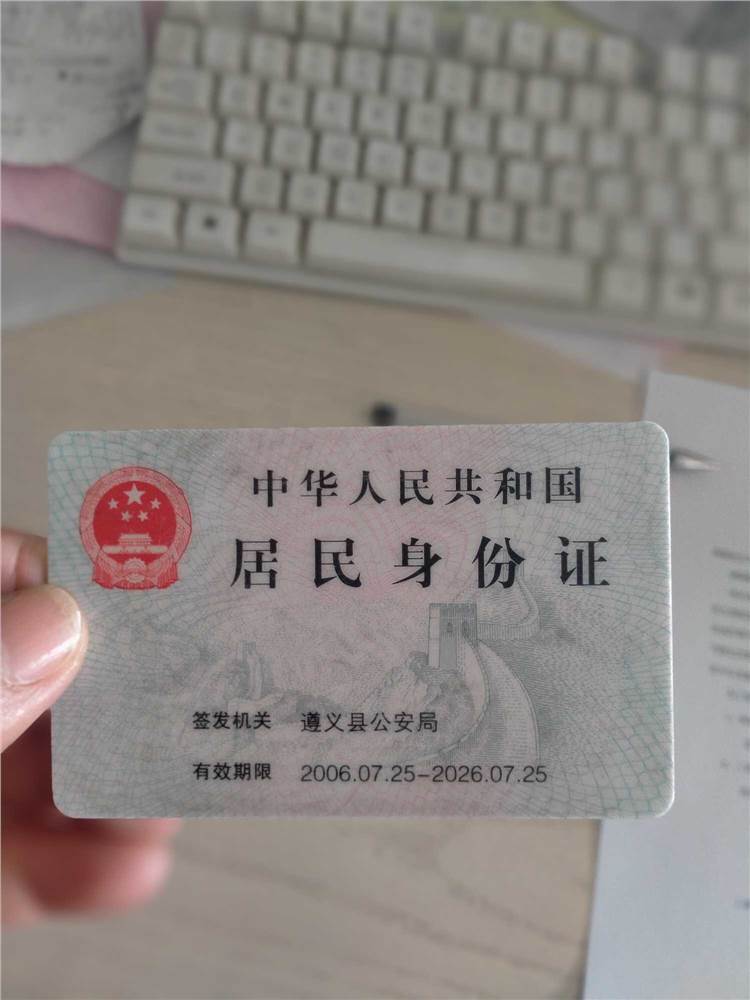 中华人民共和国
居民身份证
签发机关 遵义县公安局
有效期限 2006.07.25-2026.07.25